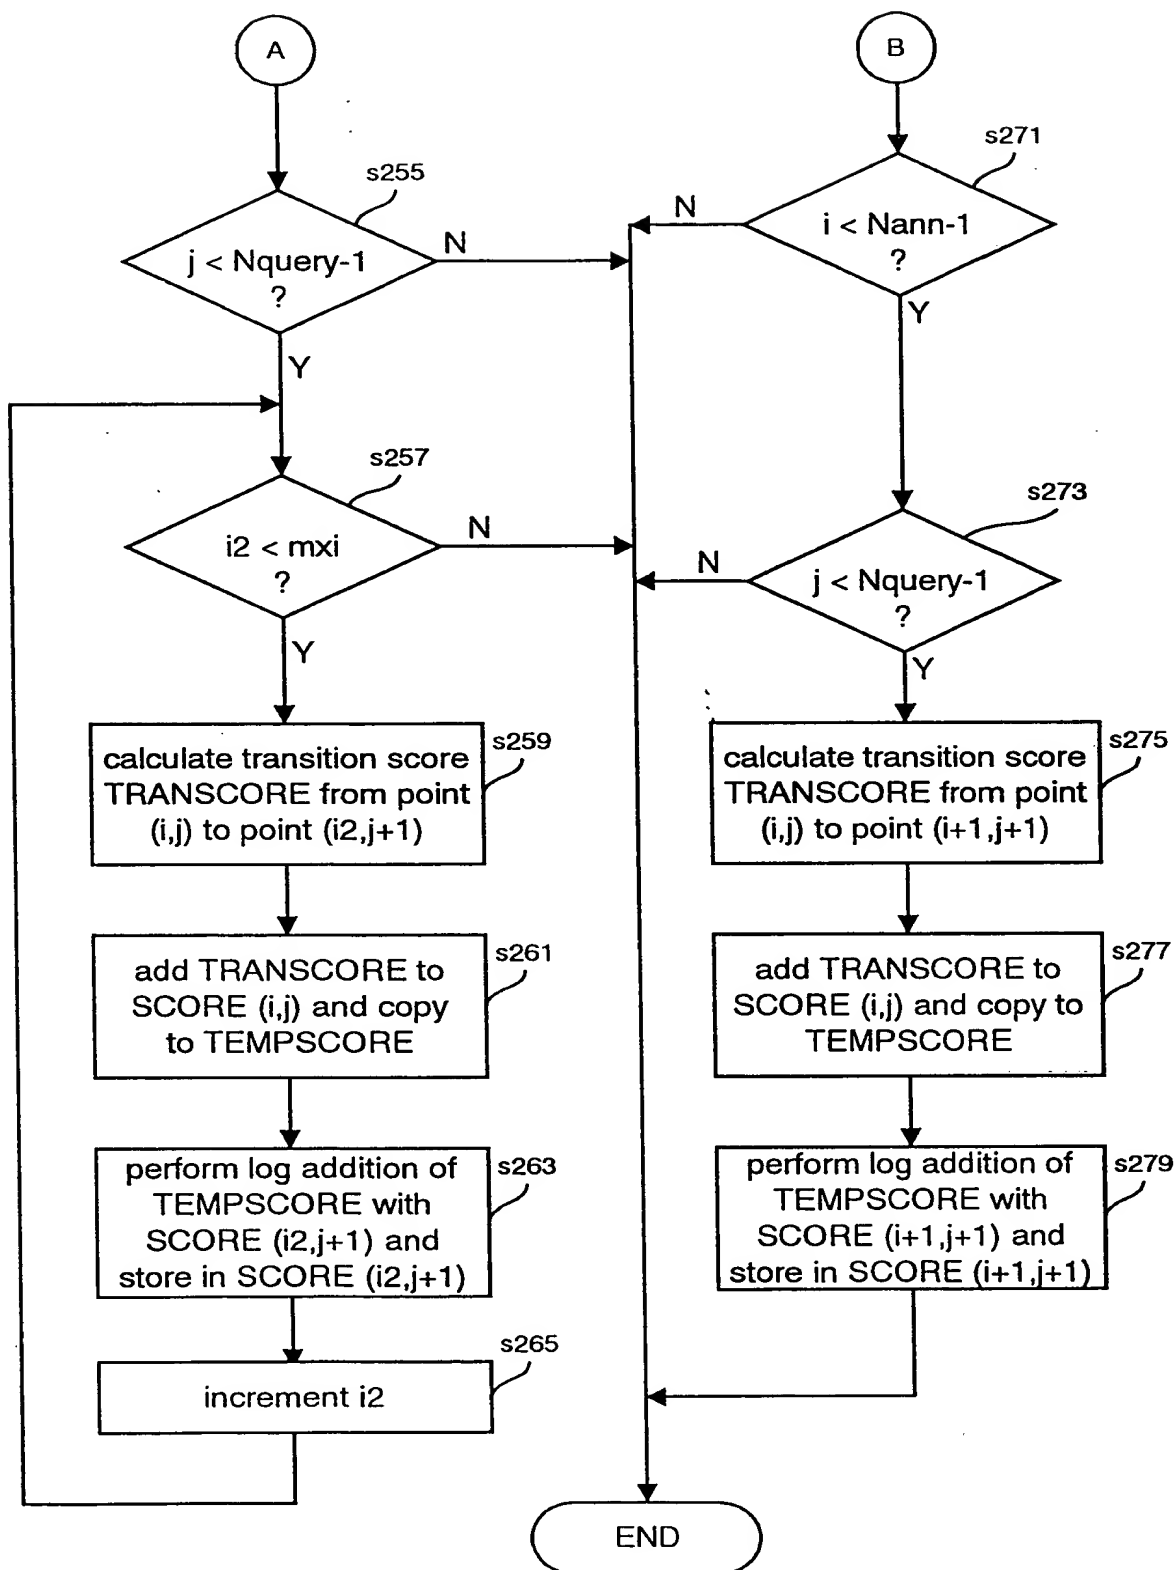 A
s255
j < Nquery-1
?
N
Y
s257
i2 < mxi
?
N
Y
s259
calculate transition score
TRANSCORE from point
(i,j) to point (i2,j+1)
s261
add TRANSCORE to
SCORE (i,j) and copy
to TEMPSCORE
s263
perform log addition of
TEMPSCORE with
SCORE (i2,j+1) and
store in SCORE (i2,j+1)
s265
increment i2
B
s271
i < Nann-1
?
N
Y
s273
j < Nquery-1
?
N
Y
s275
calculate transition score
TRANSCORE from point
(i,j) to point (i+1,j+1)
s277
add TRANSCORE to
SCORE (i,j) and copy to
TEMPSCORE
s279
perform log addition of
TEMPSCORE with
SCORE (i+1,j+1) and
store in SCORE (i+1,j+1)
END